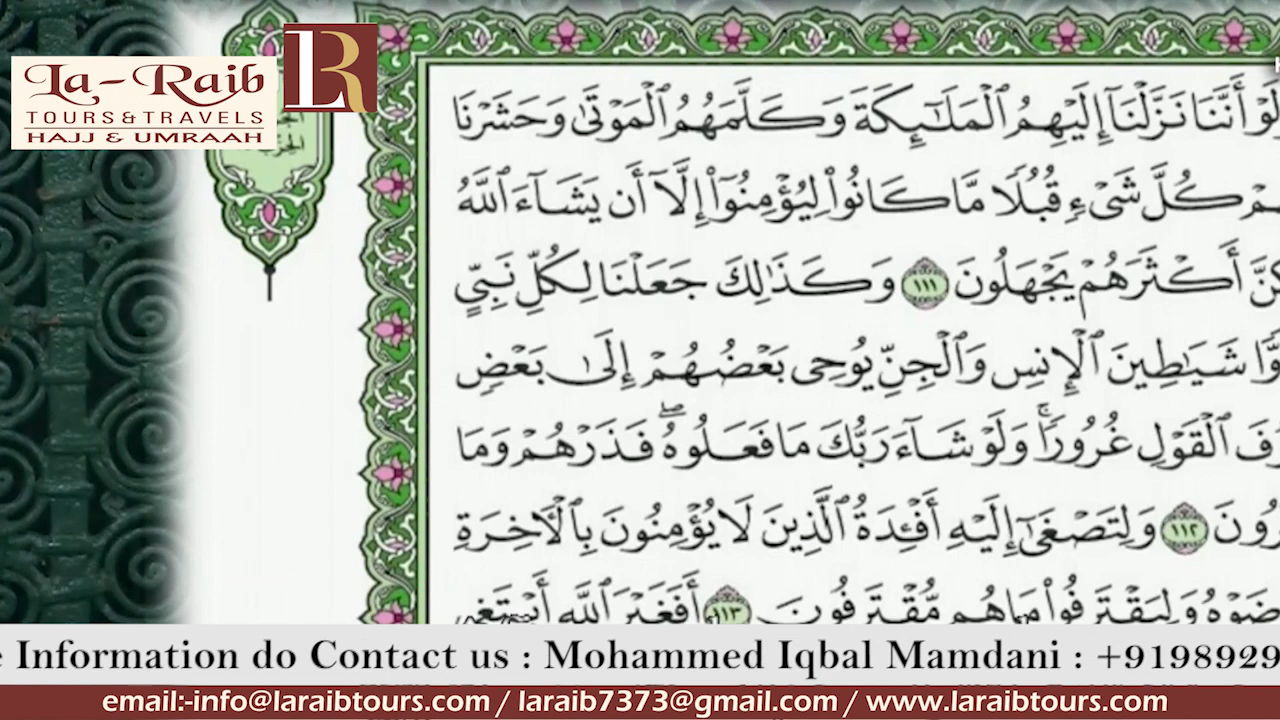 La-Raib
TOURS & TRAVELS
HAJJ & UMRAAH
LR
أَنَّنَا نَزَّلْنَآ إِلَيْهِمُ ٱلْمَلَٰٓئِكَةَ وَكَلَّمَهُمُ ٱلْمَوْتَىٰ وَحَشَرْنَا
كُلَّ شَىْءٍ قُبُلًا مَّا كَانُوا۟ لِيُؤْمِنُوٓا۟ إِلَّآ أَن يَشَآءَ ٱللَّهُ
أَكْثَرَهُمْ يَجْهَلُونَ ١١١ وَكَذَٰلِكَ جَعَلْنَا لِكُلِّ نَبِىٍّ
شَيَٰطِينَ ٱلْإِنسِ وَٱلْجِنِّ يُوحِى بَعْضُهُمْ إِلَىٰ بَعْضٍ
ٱلْقَوْلِ غُرُورًا ۚ وَلَوْ شَآءَ رَبُّكَ مَا فَعَلُوهُ ۖ فَذَرْهُمْ وَمَا
١١٢ وَلِتَصْغَىٰٓ إِلَيْهِ أَفْـِٔدَةُ ٱلَّذِينَ لَا يُؤْمِنُونَ بِٱلْءَاخِرَةِ
وَلِيَقْتَرِفُوا۟ مَا هُم مُّقْتَرِفُونَ ١١٣ أَفَغَيْرَ ٱللَّهِ أَبْتَغِى
Information do Contact us : Mohammed Iqbal Mamdani : +9198929
email:-info@laraibtours.com / laraib7373@gmail.com / www.laraibtours.com